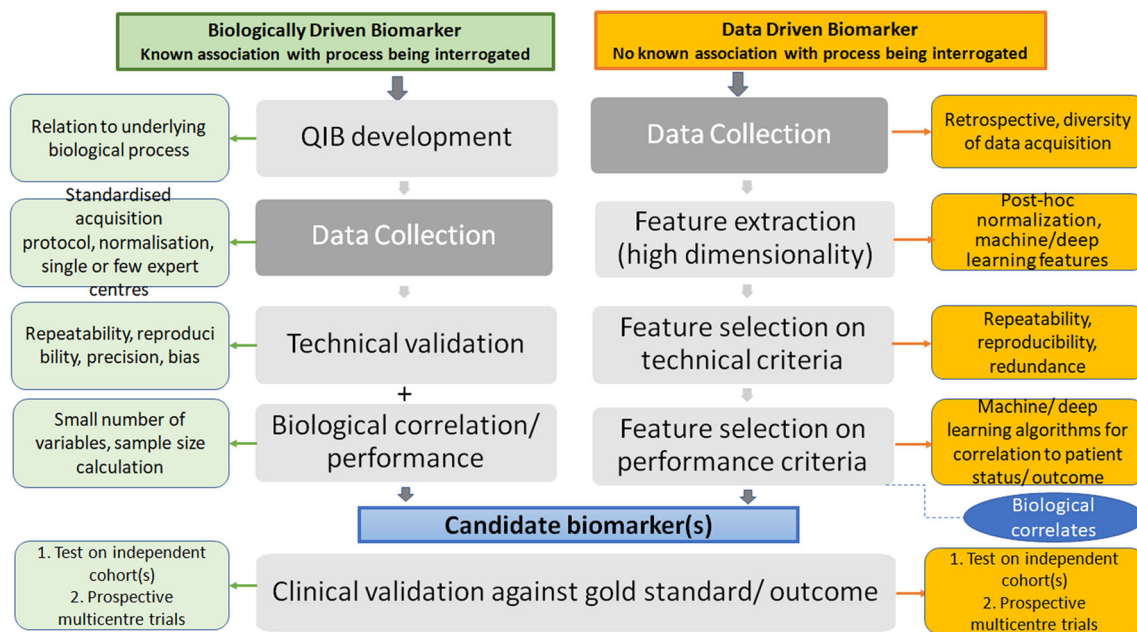 Biologically Driven Biomarker
Known association with process being interrogated
Data Driven Biomarker
No known association with process being interrogated
Relation to underlying
biological process
QIB development
Data Collection
Retrospective, diversity
of data acquisition
Standardised
acquisition
protocol, normalisation,
single or few expert
centres
Data Collection
Feature extraction
(high dimensionality)
Post-hoc
normalization,
machine/deep
learning features
Repeatability, reproduci
bility, precision, bias
Technical validation
Feature selection on
technical criteria
Repeatability,
reproducibility,
redundance
+
Small number of
variables, sample size
calculation
Biological correlation/
performance
Feature selection on
performance criteria
Machine/ deep
learning algorithms for
correlation to patient
status/ outcome
Biological
correlates
Candidate biomarker(s)
1. Test on independent
cohort(s)
2. Prospective
multicentre trials
Clinical validation against gold standard/ outcome
1. Test on independent
cohort(s)
2. Prospective
multicentre trials